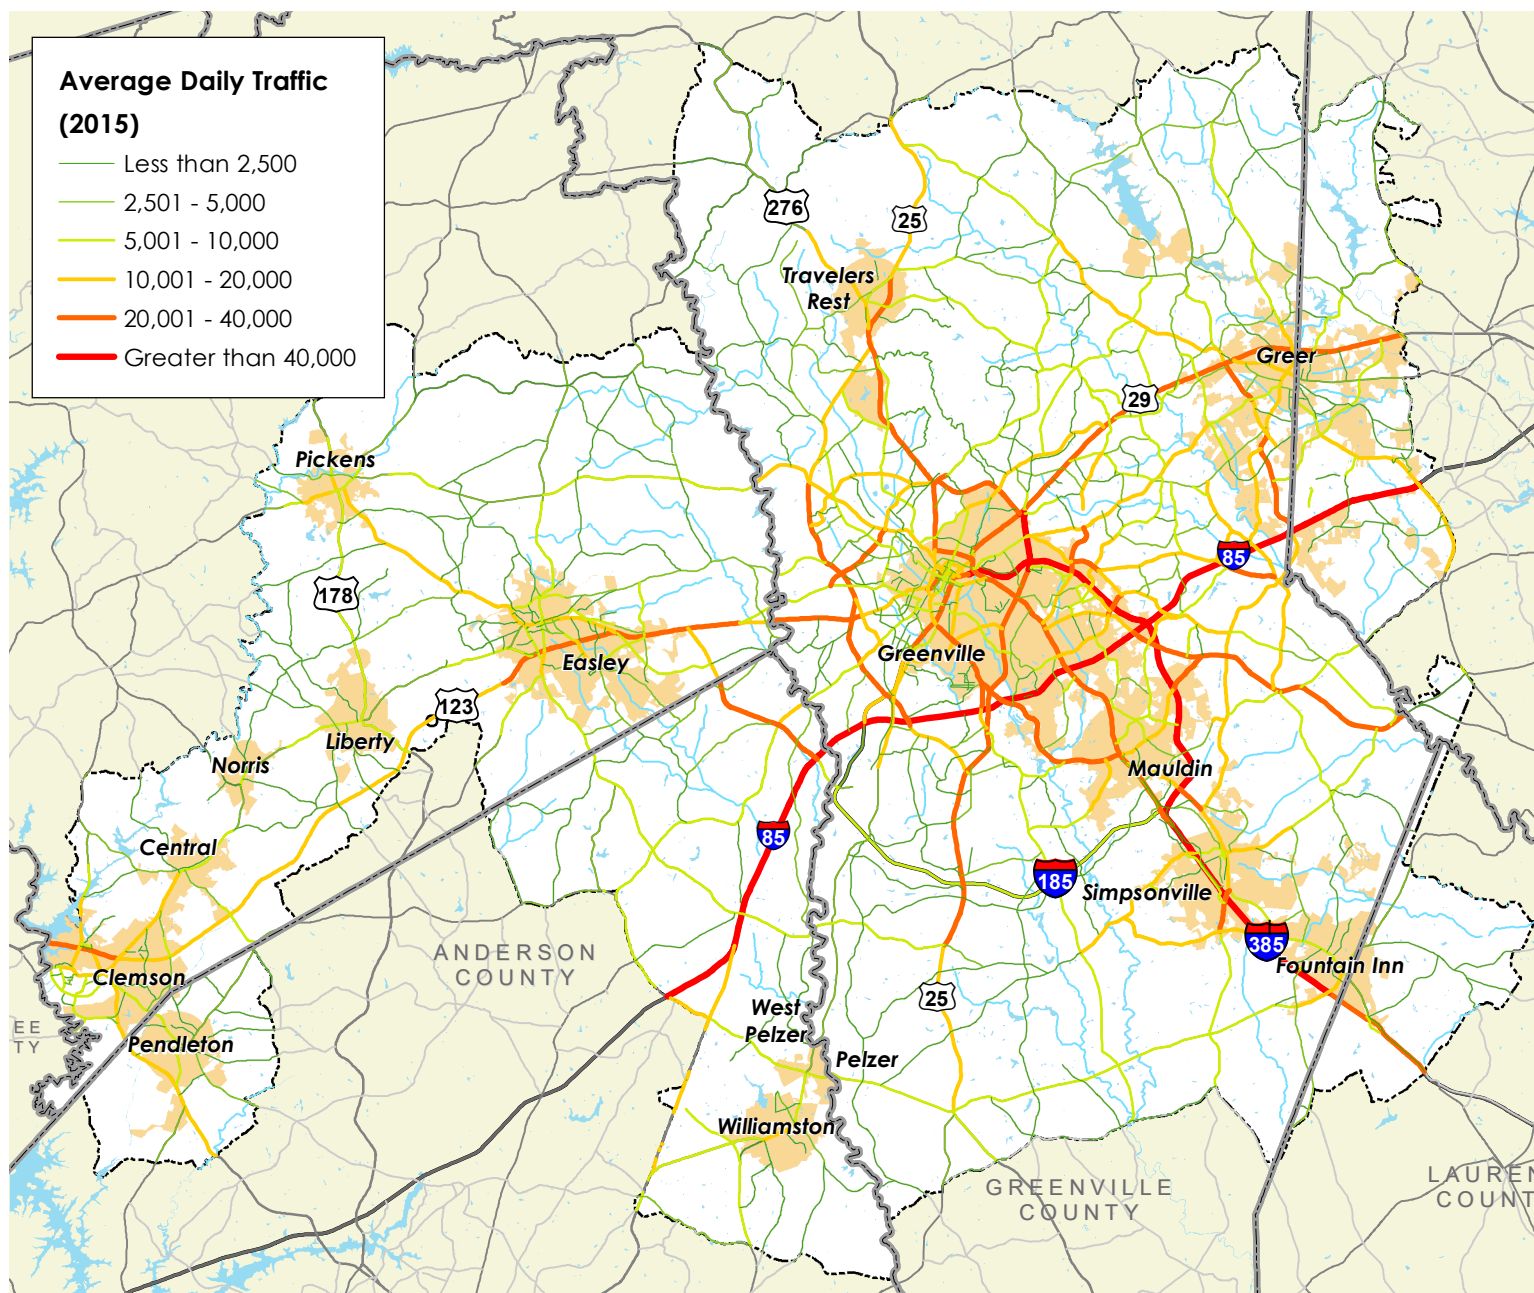 Average Daily Traffic
(2015)
Less than 2,500
2,501 - 5,000
5,001 - 10,000
10,001 - 20,000
20,001 - 40,000
Greater than 40,000
276
25
Travelers
Rest
Greer
29
Pickens
85
178
Easley
Greenville
123
Liberty
Norris
Mauldin
Central
85
185
Simpsonville
385
ANDERSON
COUNTY
Clemson
Fountain Inn
25
West
Pelzer
EE
TY
Pendleton
Pelzer
Williamston
GREENVILLE
COUNTY
LAUREN
COUNT